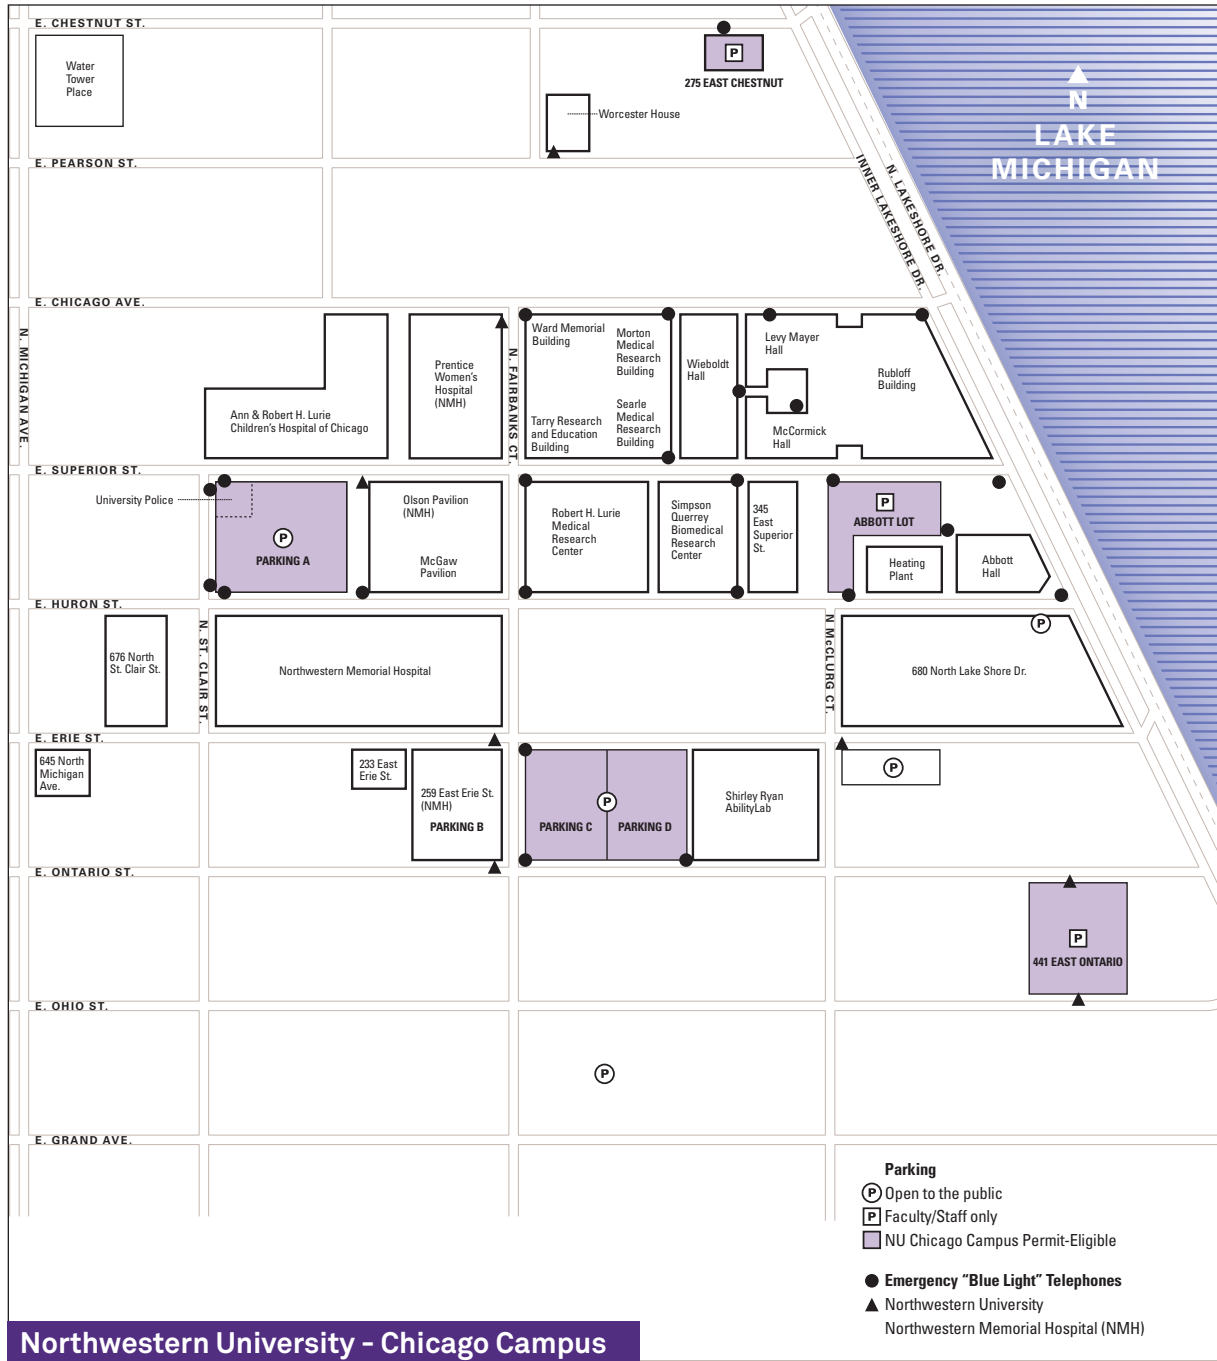 E. CHESTNUT ST.
Water
Tower
Place
P
275 EAST CHESTNUT
Worcester House
N
LAKE
MICHIGAN
E. PEARSON ST.
INNER LAKESHORE DR.
N. LAKESHORE DR.
E. CHICAGO AVE.
N. MICHIGAN AVE.
Ann & Robert H. Lurie
Children's Hospital of Chicago
Prentice
Women's
Hospital
(NMH)
N. FAIRBANKS CT.
Ward Memorial
Building
Morton
Medical
Research
Building
Tarry Research
and Education
Building
Searle
Medical
Research
Building
Wieboldt
Hall
Levy Mayer
Hall
McCormick
Hall
Rubloff
Building
E. SUPERIOR ST.
University Police
P
PARKING A
Olson Pavilion
(NMH)
McGaw
Pavilion
Robert H. Lurie
Medical
Research
Center
Simpson
Querrey
Biomedical
Research
Center
345
East
Superior
St.
P
ABBOTT LOT
Heating
Plant
Abbott
Hall
E. HURON ST.
676 North
St. Clair St.
N. ST. CLAIR ST.
Northwestern Memorial Hospital
N McCLURG CT.
P
680 North Lake Shore Dr.
E. ERIE ST.
645 North
Michigan
Ave.
233 East
Erie St.
259 East Erie St.
(NMH)
PARKING B
P
PARKING C
PARKING D
Shirley Ryan
AbilityLab
P
E. ONTARIO ST.
P
441 EAST ONTARIO
E. OHIO ST.
P
E. GRAND AVE.
Parking
P Open to the public
P Faculty/Staff only
NU Chicago Campus Permit-Eligible
Emergency "Blue Light" Telephones
Northwestern University
Northwestern Memorial Hospital (NMH)
Northwestern University - Chicago Campus